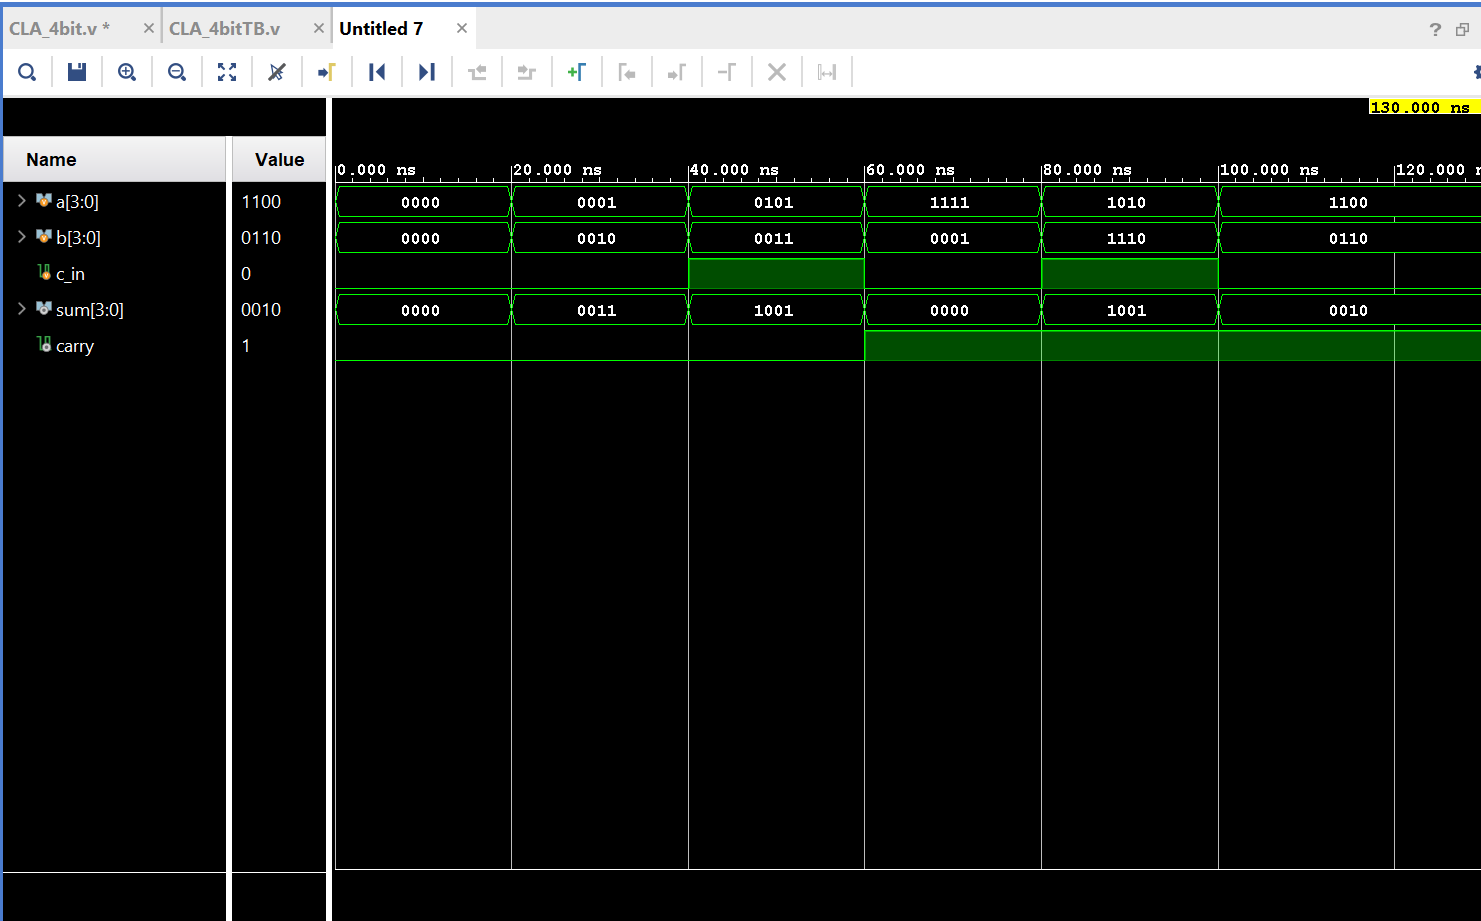 CLA_4bit.v * × CLA_4bitTB.v × Untitled 7 × ?
130.000 ns
Name Value
0.000 ns 20.000 ns 40.000 ns 60.000 ns 80.000 ns 100.000 ns 120.000
a[3:0] 1100 0000 0001 0101 1111 1010 1100
b[3:0] 0110 0000 0010 0011 0001 1110 0110
c_in 0
sum[3:0] 0010 0000 0011 1001 0000 1001 0010
carry 1